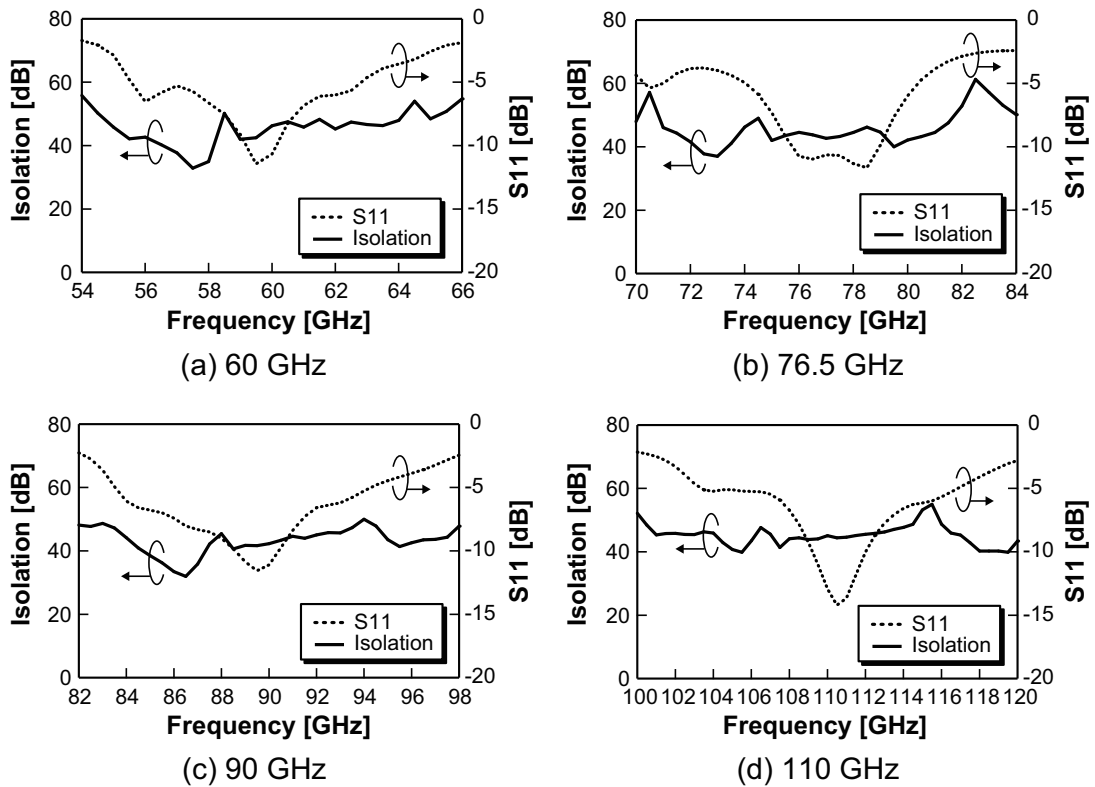 80
60
40
20
0
Isolation [dB]
0
-5
-10
-15
-20
S11 [dB]
S11
Isolation
54 56 58 60 62 64 66
Frequency [GHz]
(a) 60 GHz
80
60
40
20
0
Isolation [dB]
0
-5
-10
-15
-20
S11 [dB]
S11
Isolation
70 72 74 76 78 80 82 84
Frequency [GHz]
(b) 76.5 GHz
80
60
40
20
0
Isolation [dB]
0
-5
-10
-15
-20
S11 [dB]
S11
Isolation
82 84 86 88 90 92 94 96 98
Frequency [GHz]
(c) 90 GHz
80
60
40
20
0
Isolation [dB]
0
-5
-10
-15
-20
S11 [dB]
S11
Isolation
100 102 104 106 108 110 112 114 116 118 120
Frequency [GHz]
(d) 110 GHz